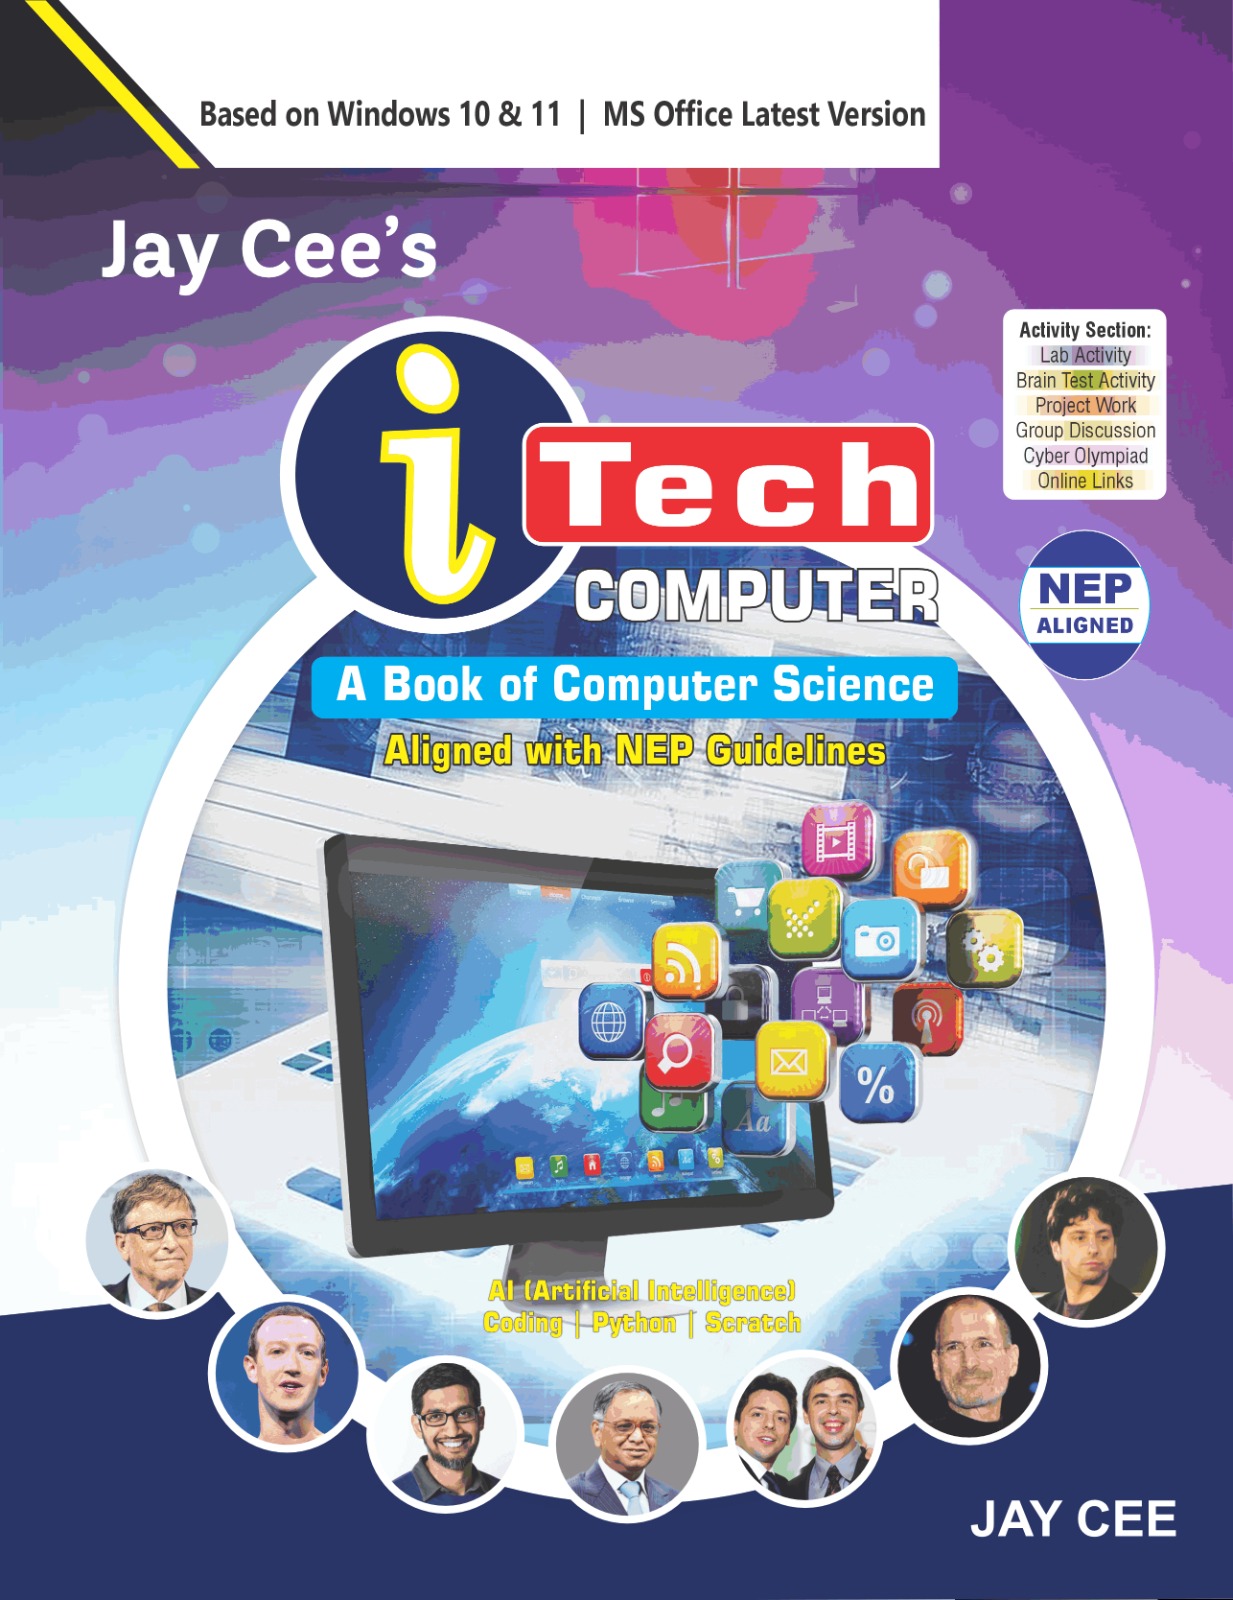 Based on Windows 10 & 11 | MS Office Latest Version
Jay Cee's
i Tech
COMPUTER
Activity Section:
Lab Activity
Brain Test Activity
Project Work
Group Discussion
Cyber Olympiad
Online Links
NEP
ALIGNED
A Book of Computer Science
Aligned with NEP Guidelines
%
Aa
AI (Artificial Intelligence)
Coding | Python | Scratch
JAY CEE